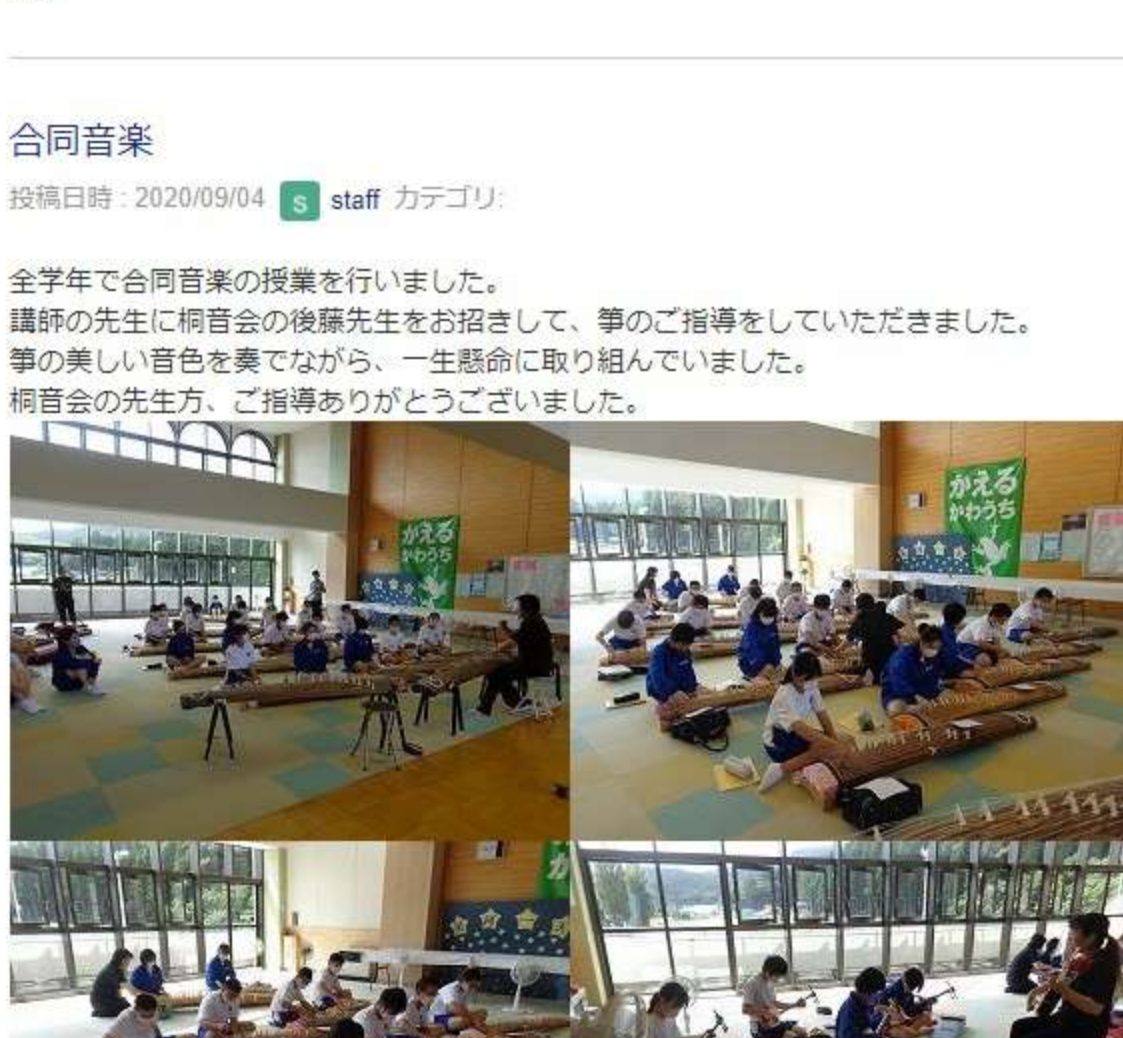 合同音楽
投稿日時 : 2020/09/04 s staff カテゴリ:
全学年で合同音楽の授業を行いました。
講師の先生に桐音会の後藤先生をお招きして、箏のご指導をしていただきました。
箏の美しい音色を奏でながら、一生懸命に取り組んでいました。
桐音会の先生方、ご指導ありがとうございました。
かえる
かわうち
かえる
かわうち
か